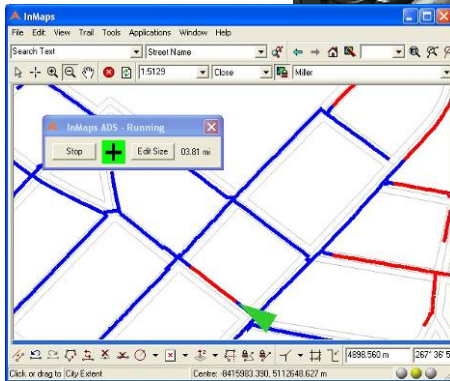 InMaps
File Edit View Trail Tools Applications Window Help
Search Text Street Name
1:5129 Close Miller
InMaps ADS - Running
Stop Edit Size 03.81 mi
4898.560 m 267° 36' 5
Click or drag to City Extent Centre: -8415983.390, 5112648.627 m